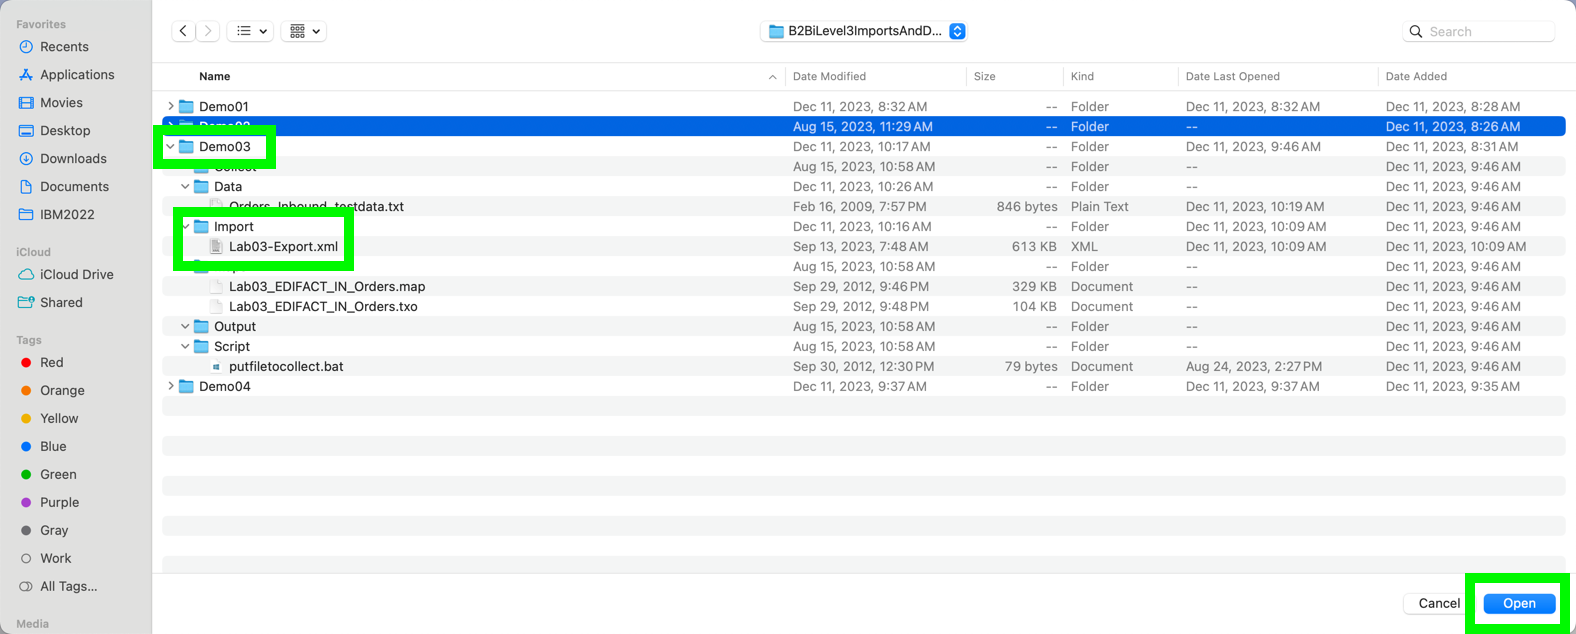 Favorites
Recents
Applications
Movies
Desktop
Downloads
Documents
IBM2022
iCloud
iCloud Drive
Shared
Tags
Red
Orange
Yellow
Blue
Green
Purple
Gray
Work
All Tags...
Media
B2BiLevel3ImportsAndD...
Search
Name Date Modified Size Kind Date Last Opened Date Added
Demo01 Dec 11, 2023, 8:32 AM -- Folder Dec 11, 2023, 8:32 AM Dec 11, 2023, 8:28 AM
Aug 15, 2023, 11:29 AM -- Folder -- Dec 11, 2023, 8:26 AM
Demo03 Dec 11, 2023, 10:17 AM -- Folder Dec 11, 2023, 9:46 AM Dec 11, 2023, 8:31 AM
Collect Aug 15, 2023, 10:58 AM -- Folder -- Dec 11, 2023, 9:46 AM
Data Dec 11, 2023, 10:26 AM -- Folder -- Dec 11, 2023, 9:46 AM
Orders_Inbound_testdata.txt Feb 16, 2009, 7:57 PM 846 bytes Plain Text Dec 11, 2023, 10:19 AM Dec 11, 2023, 9:46 AM
Import Dec 11, 2023, 10:16 AM -- Folder Dec 11, 2023, 10:09 AM Dec 11, 2023, 9:46 AM
Lab03-Export.xml Sep 13, 2023, 7:48 AM 613 KB XML Dec 11, 2023, 10:09 AM Dec 11, 2023, 10:09 AM
Aug 15, 2023, 10:58 AM -- Folder -- Dec 11, 2023, 9:46 AM
Lab03_EDIFACT_IN_Orders.map Sep 29, 2012, 9:46 PM 329 KB Document -- Dec 11, 2023, 9:46 AM
Lab03_EDIFACT_IN_Orders.txo Sep 29, 2012, 9:48 PM 104 KB Document -- Dec 11, 2023, 9:46 AM
Output Aug 15, 2023, 10:58 AM -- Folder -- Dec 11, 2023, 9:46 AM
Script Aug 15, 2023, 10:58 AM -- Folder -- Dec 11, 2023, 9:46 AM
putfiletocollect.bat Sep 30, 2012, 12:30 PM 79 bytes Document Aug 24, 2023, 2:27 PM Dec 11, 2023, 9:46 AM
Demo04 Dec 11, 2023, 9:37 AM -- Folder Dec 11, 2023, 9:37 AM Dec 11, 2023, 9:35 AM
Cancel
Open